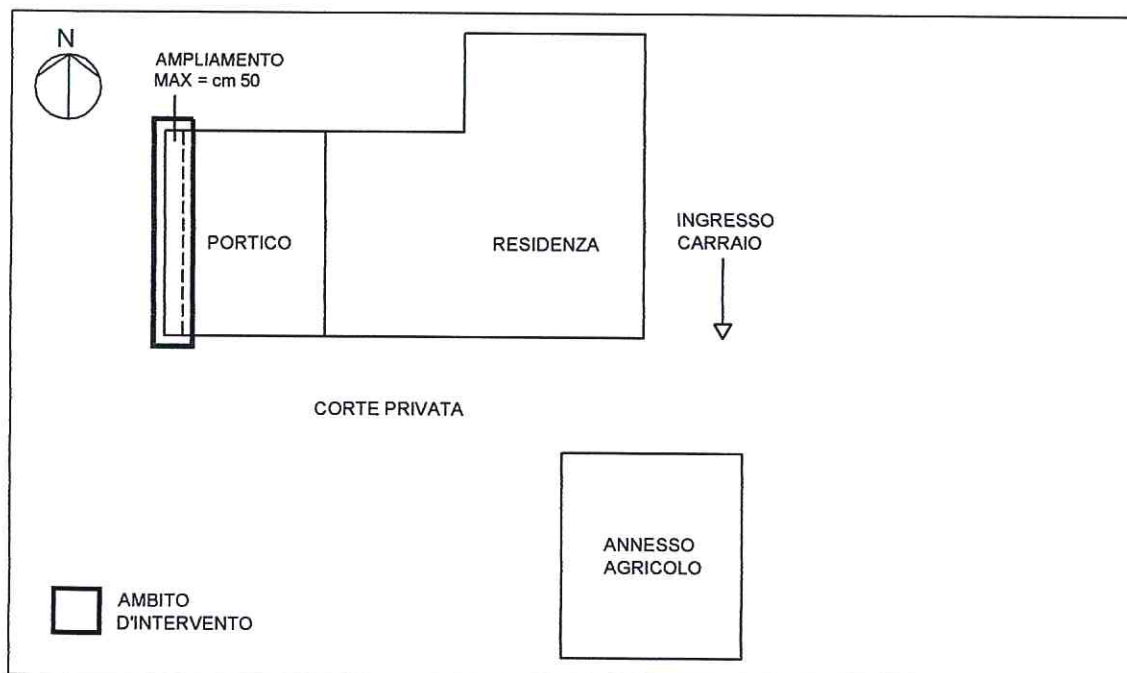 N
AMPLIAMENTO
MAX = cm 50
PORTICO
RESIDENZA
INGRESSO
CARRAIO
CORTE PRIVATA
ANNESSO
AGRICOLO
AMBITO
D'INTERVENTO